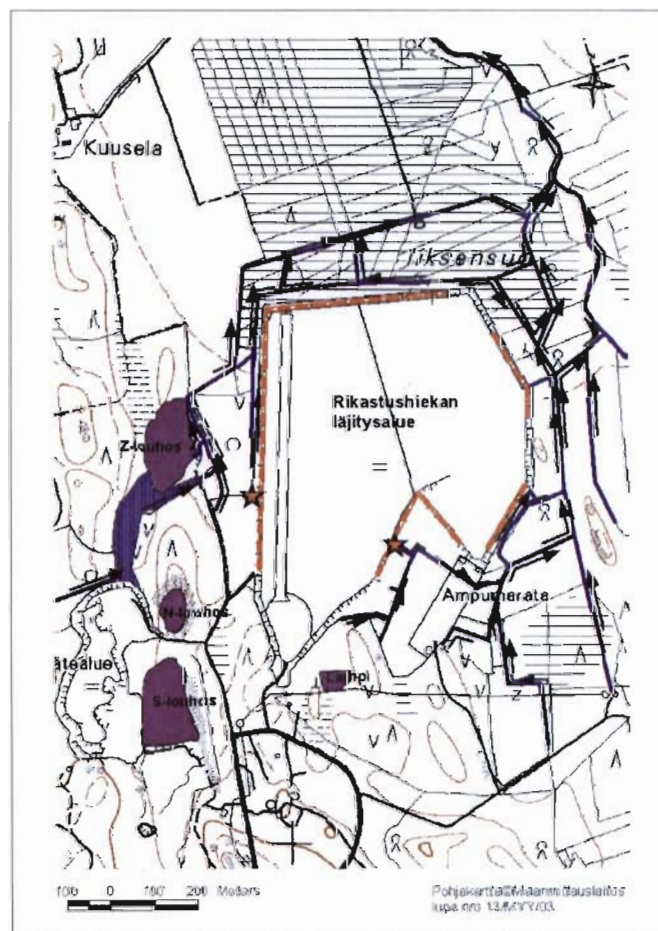 Kuusela
iiksensuo
Rikastushiekan
läjitysalue
Z-louhos
N-louhos
Ampumarata
ätealue
S-louhos
100 0 100 200 Meters
Pohjakartta©Maanmittauslaitos
lupa nro 13/MYY/03